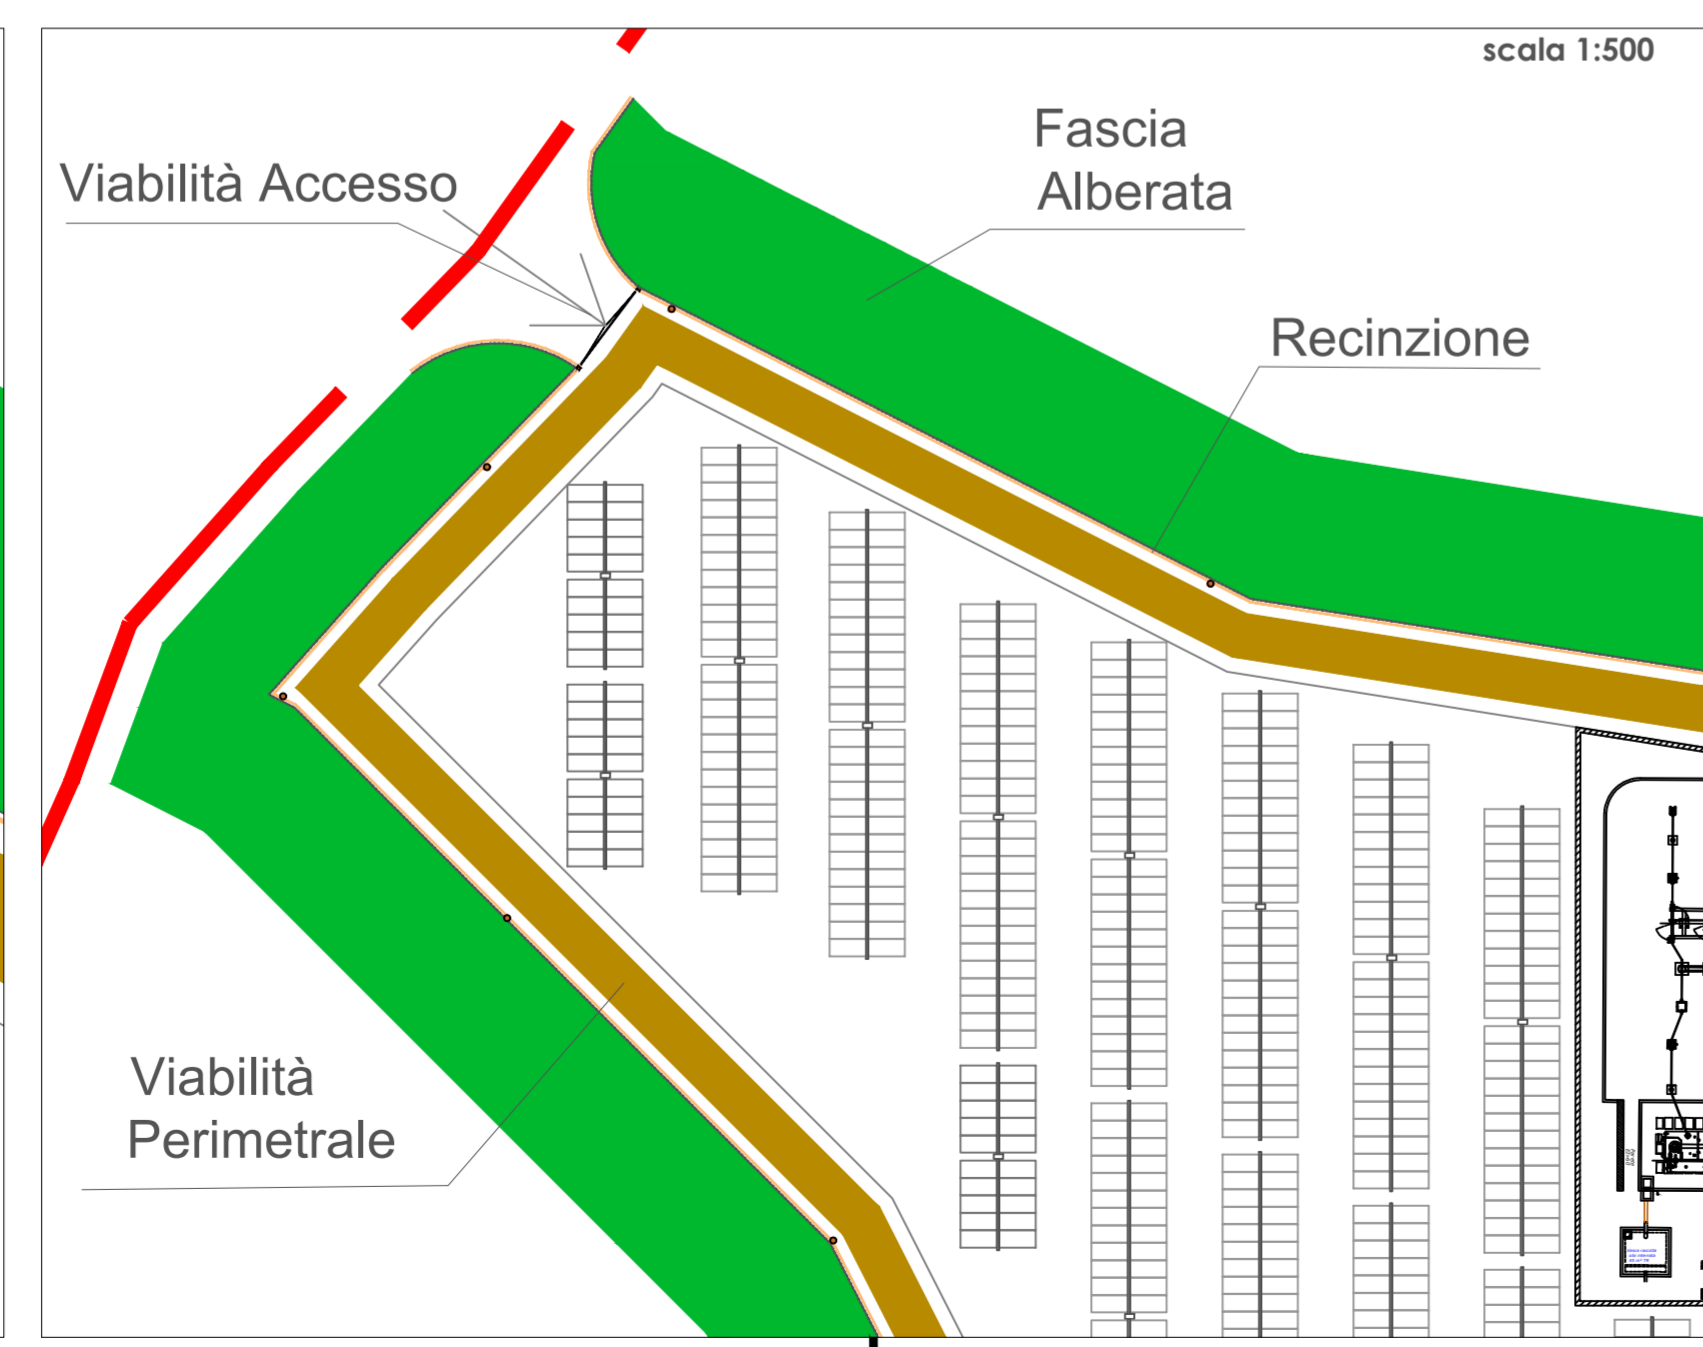 scala 1:500
Fascia
Alberata
Viabilità Accesso
Recinzione
Viabilità
Perimetrale